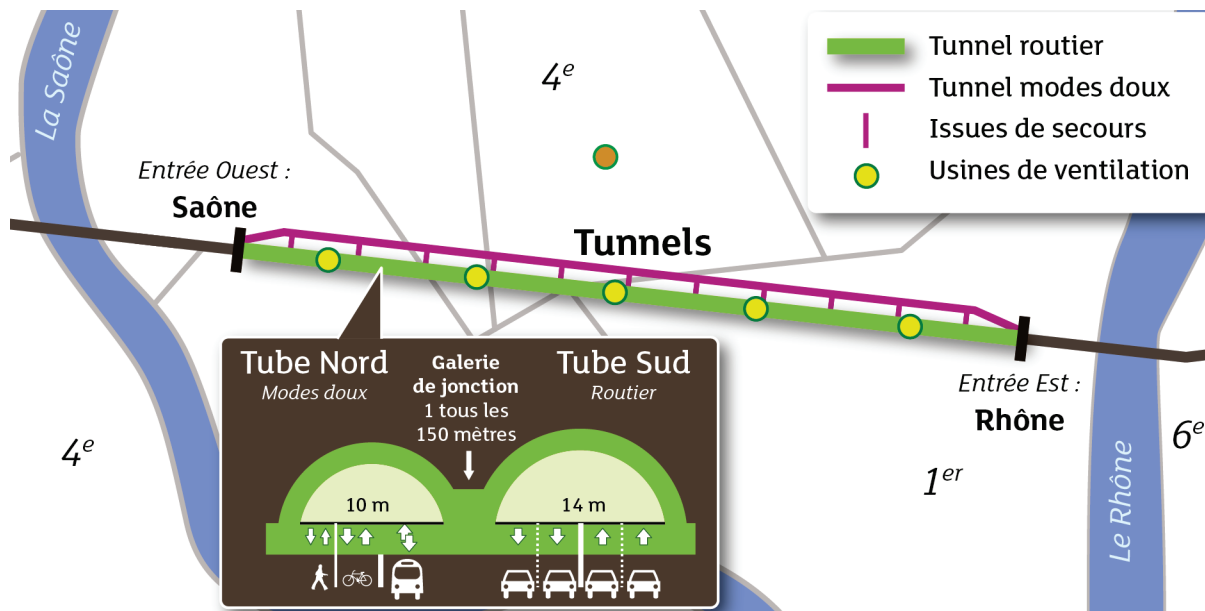 La Saône
4e
Tunnel routier
Tunnel modes doux
Issues de secours
Usines de ventilation
Entrée Ouest :
Saône
Tunnels
Tube Nord
Modes doux
Galerie
de jonction
1 tous les
150 mètres
Tube Sud
Routier
10 m
14 m
Entrée Est :
Rhône
4e
1er
Le Rhône
6e